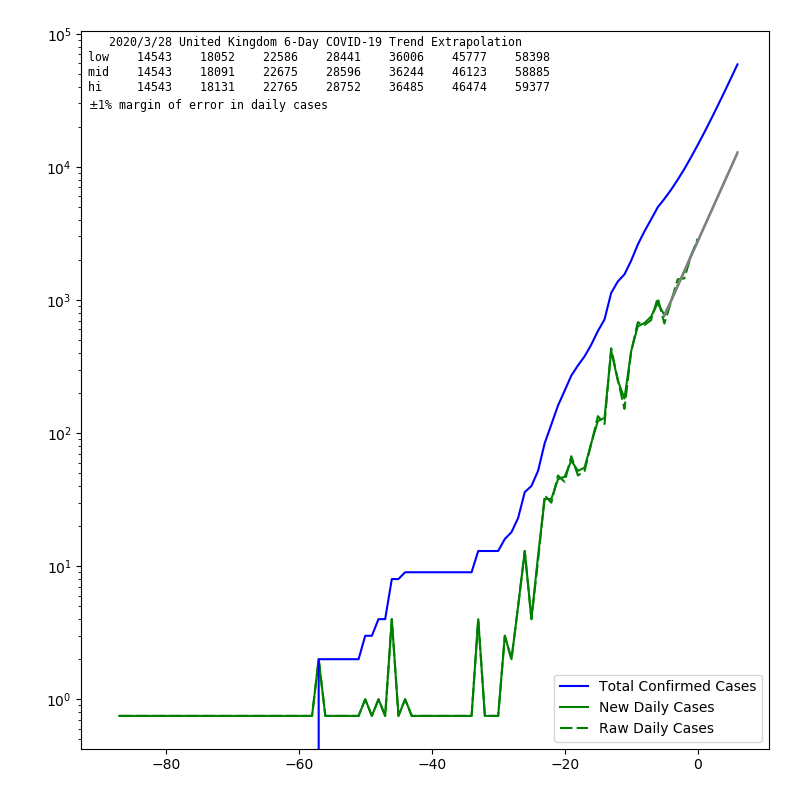 2020/3/28 United Kingdom 6-Day COVID-19 Trend Extrapolation
low 14543 18052 22586 28441 36006 45777 58398
mid 14543 18091 22675 28596 36244 46123 58885
hi 14543 18131 22765 28752 36485 46474 59377
±1% margin of error in daily cases
10⁵
10⁴
10³
10²
10¹
10⁰
−80 −60 −40 −20 0
Total Confirmed Cases
New Daily Cases
Raw Daily Cases